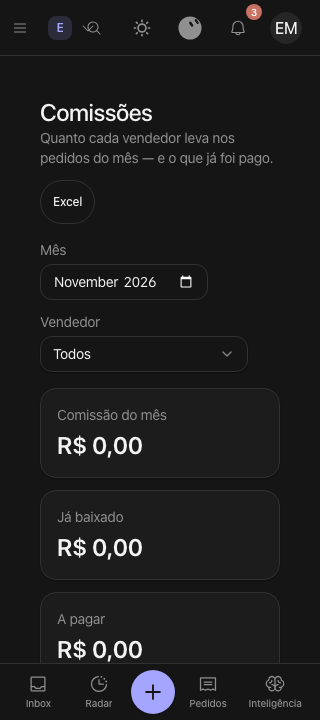 E
3
EM
Comissões
Quanto cada vendedor leva nos
pedidos do mês — e o que já foi pago.
Excel
Mês
November 2026
Vendedor
Todos
Comissão do mês
R$ 0,00
Já baixado
R$ 0,00
A pagar
R$ 0,00
Inbox
Radar
Pedidos
Inteligência